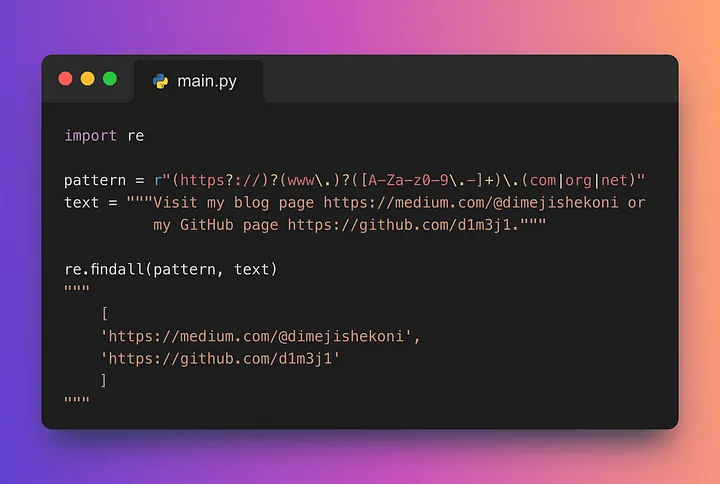 main.py
import re
pattern = r"(https?://)?(www\.)?([A-Za-z0-9\.-]+)\.(com|org|net)"
text = """Visit my blog page https://medium.com/@dimejishekoni or
my GitHub page https://github.com/d1m3j1."""
re.findall(pattern, text)
"""
[
'https://medium.com/@dimejishekoni',
'https://github.com/d1m3j1'
]
"""